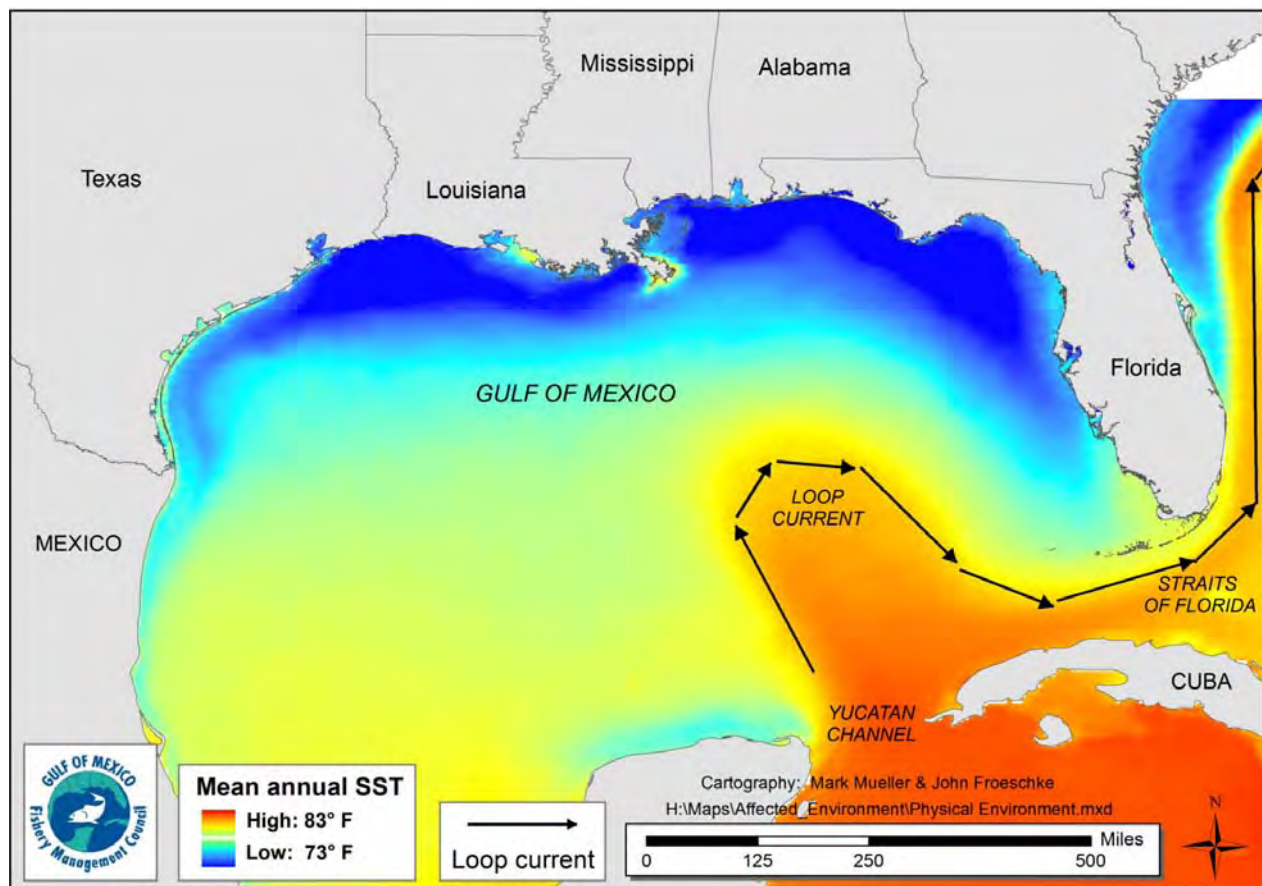 Mississippi
Alabama
Texas
Louisiana
GULF OF MEXICO
Florida
LOOP
CURRENT
MEXICO
STRAITS
OF FLORIDA
CUBA
YUCATAN
CHANNEL
GULF OF MEXICO
Fishery Management Council
Mean annual SST
High: 83° F
Low: 73° F
Loop current
Cartography: Mark Mueller & John Froeschke
H:\Maps\Affected_Environment\Physical Environment.mxd
Miles
0 125 250 500
N